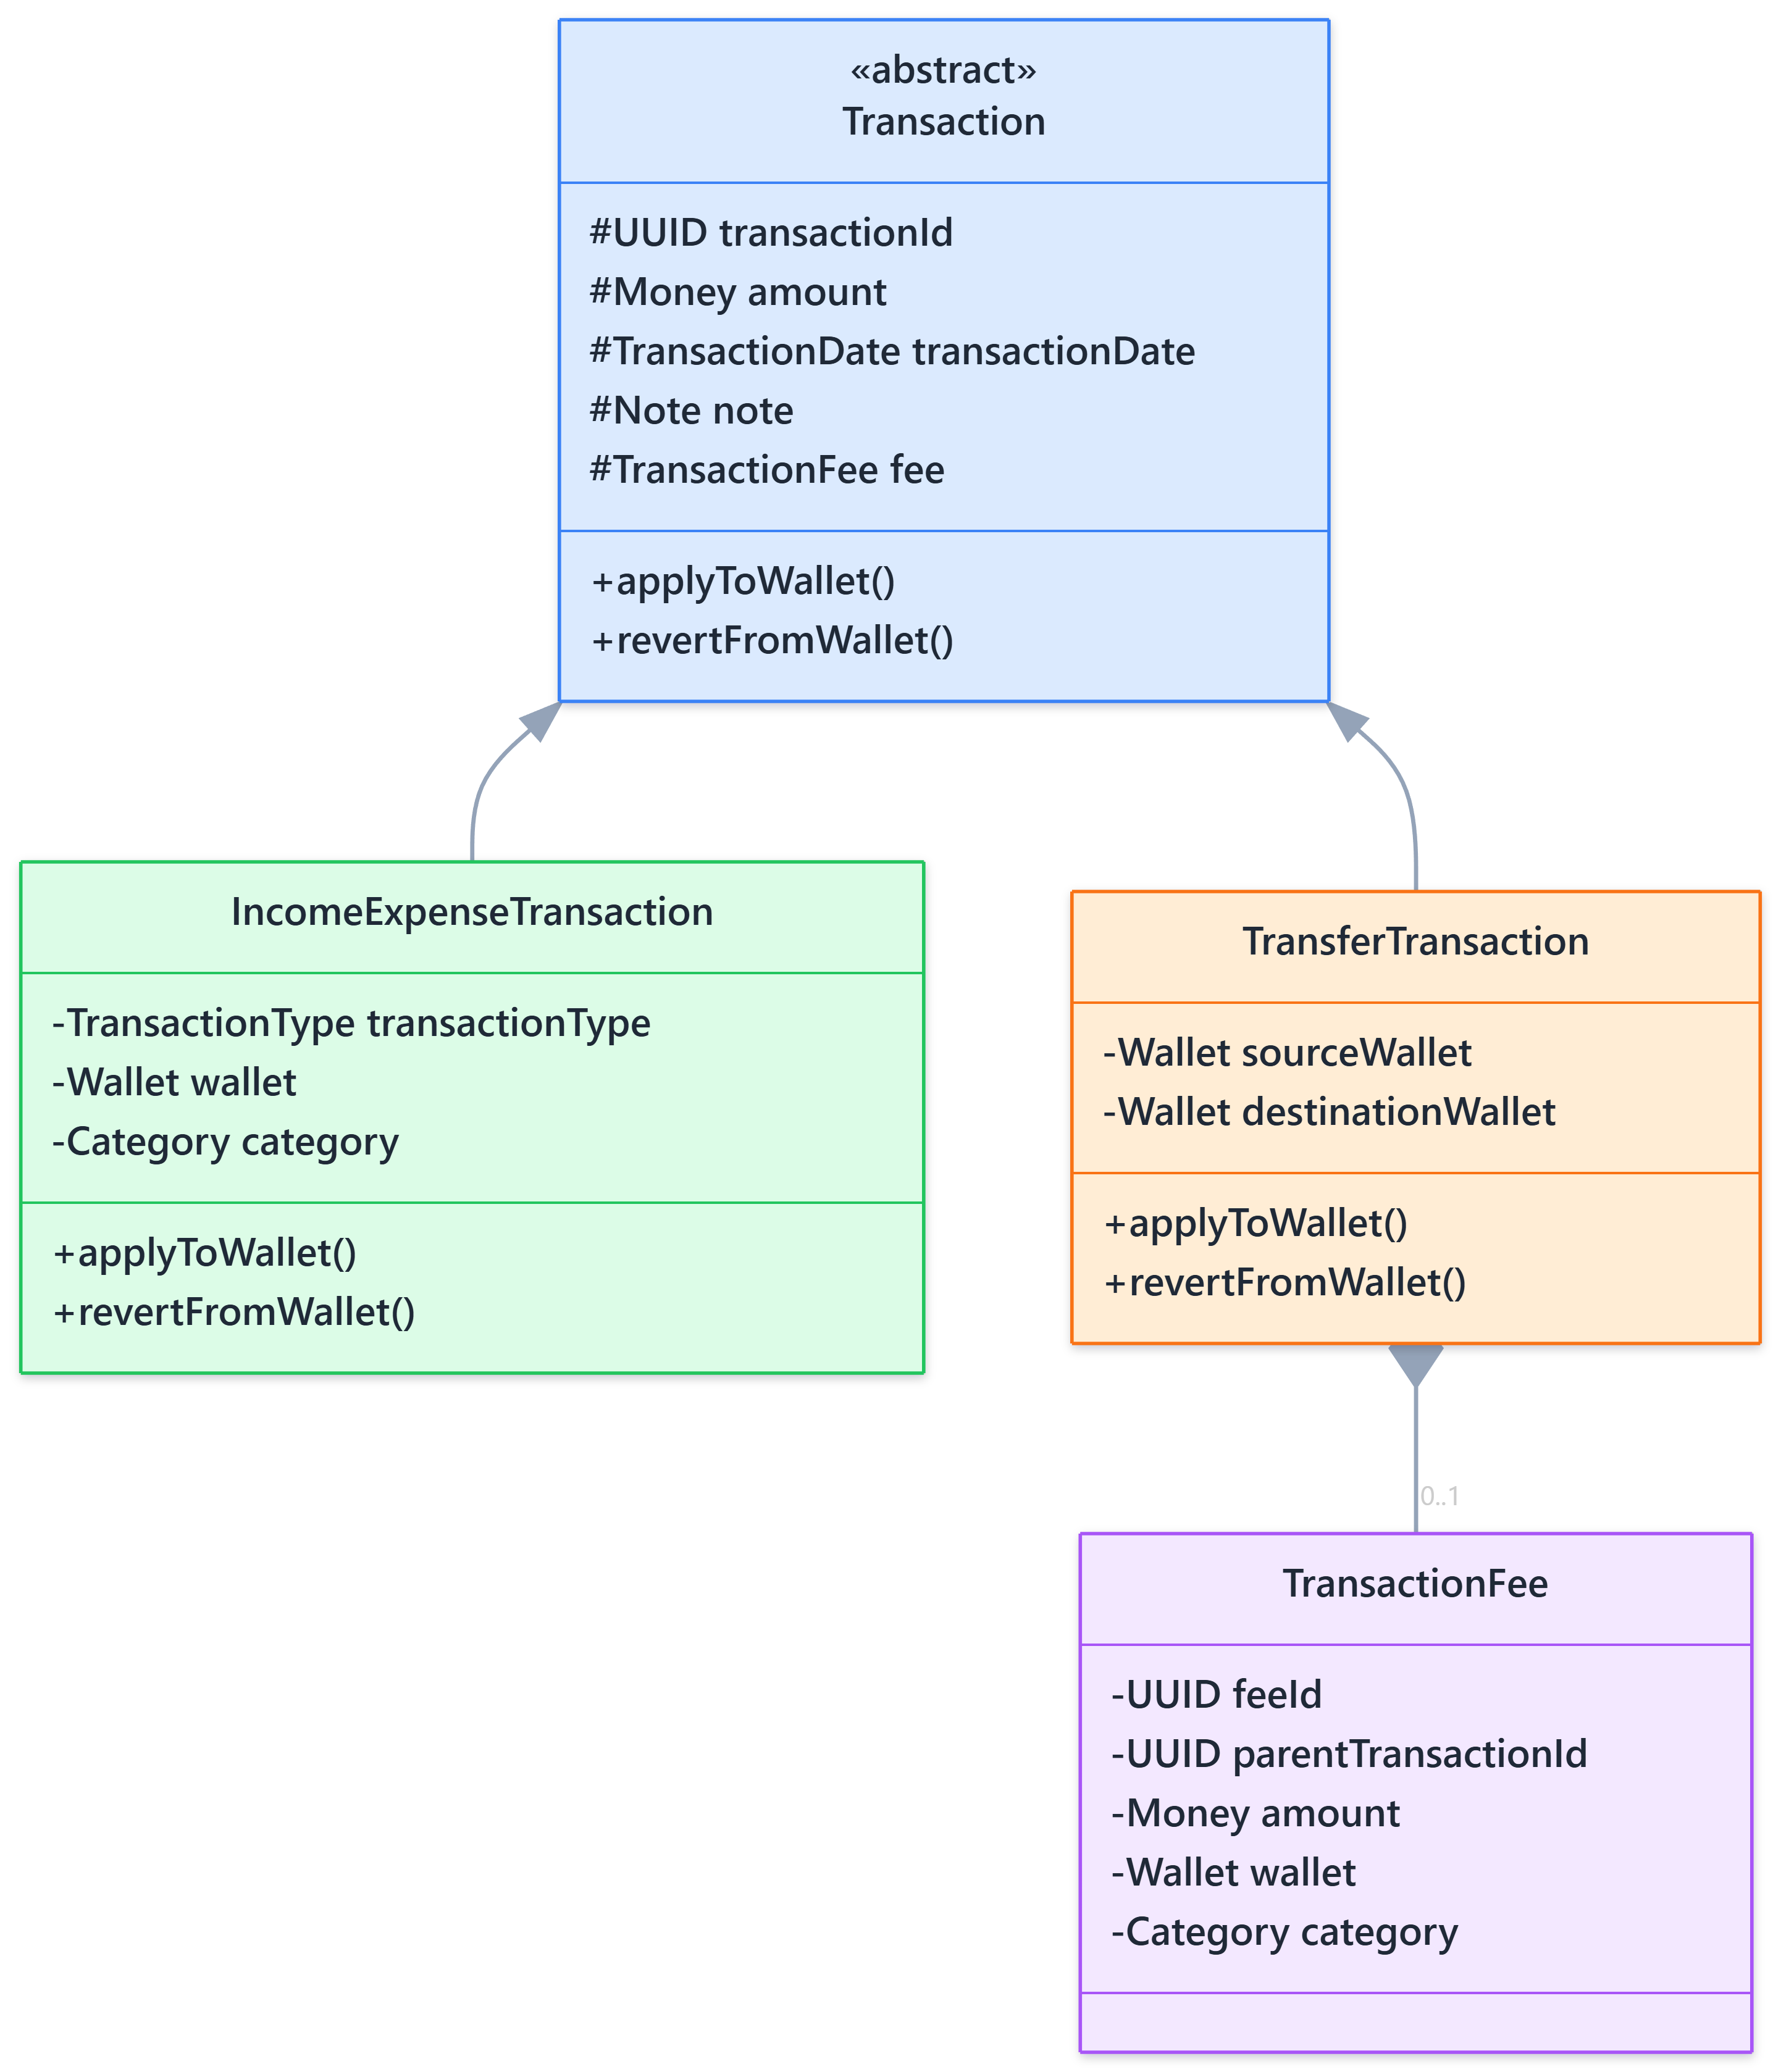 «abstract»
Transaction
#UUID transactionId
#Money amount
#TransactionDate transactionDate
#Note note
#TransactionFee fee
+applyToWallet()
+revertFromWallet()
IncomeExpenseTransaction
-TransactionType transactionType
-Wallet wallet
-Category category
+applyToWallet()
+revertFromWallet()
TransferTransaction
-Wallet sourceWallet
-Wallet destinationWallet
+applyToWallet()
+revertFromWallet()
0..1
TransactionFee
-UUID feeId
-UUID parentTransactionId
-Money amount
-Wallet wallet
-Category category